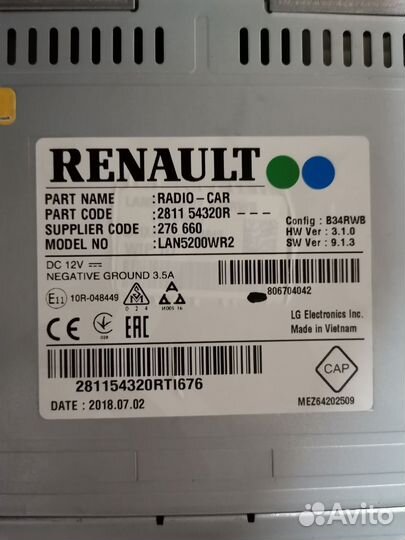 RENAULT
PART NAME : RADIO-CAR
PART CODE : 2811 54320R - - -
SUPPLIER CODE : 276 660
MODEL NO : LAN5200WR2
Config : B34RWB
HW Ver : 3.1.0
SW Ver : 9.1.3
DC 12V
NEGATIVE GROUND 3.5A
806704042
E11 10R-048449
024
LG Electronics Inc.
Made in Vietnam
CE EAC
281154320RTI676
CAP
DATE : 2018.07.02
MEZ64202509
Avito